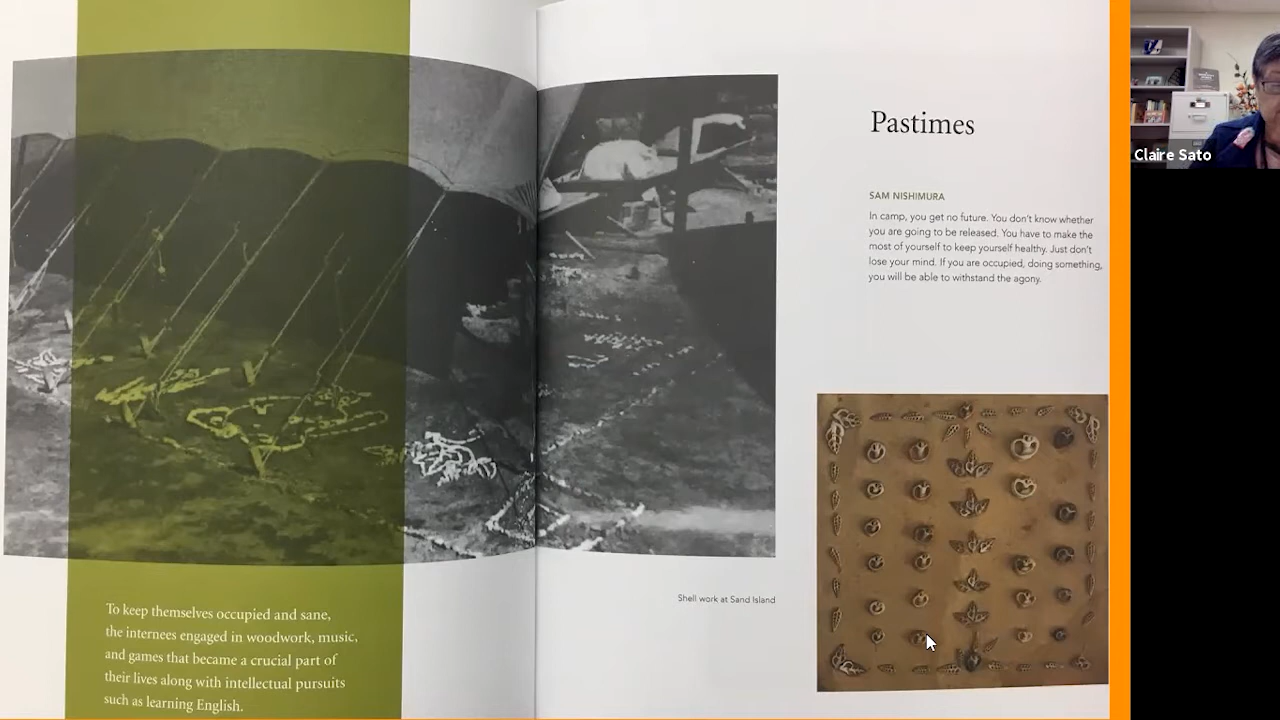 To keep themselves occupied and sane,
the internees engaged in woodwork, music,
and games that became a crucial part of
their lives along with intellectual pursuits
such as learning English.
Shell work at Sand Island
Pastimes
SAM NISHIMURA
In camp, you get no future. You don't know whether
you are going to be released. You have to make the
most of yourself to keep yourself healthy. Just don't
lose your mind. If you are occupied, doing something,
you will be able to withstand the agony.
Claire Sato